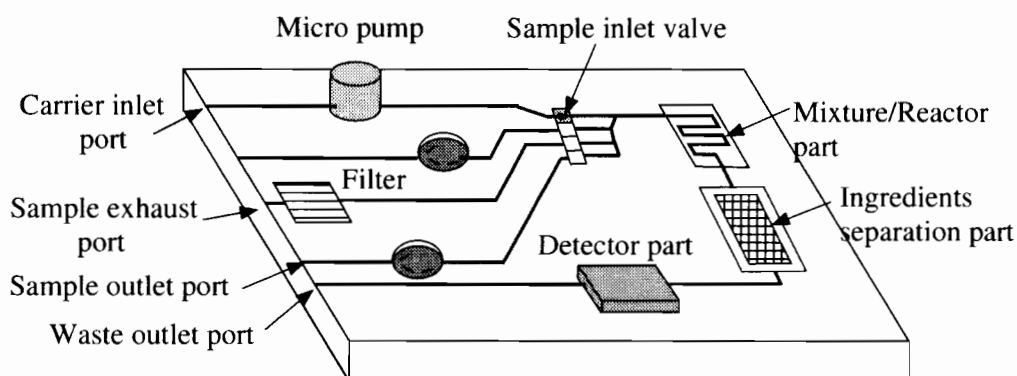 Micro pump
Sample inlet valve
Carrier inlet
port
Mixture/Reactor
part
Filter
Sample exhaust
port
Ingredients
separation part
Detector part
Sample outlet port
Waste outlet port